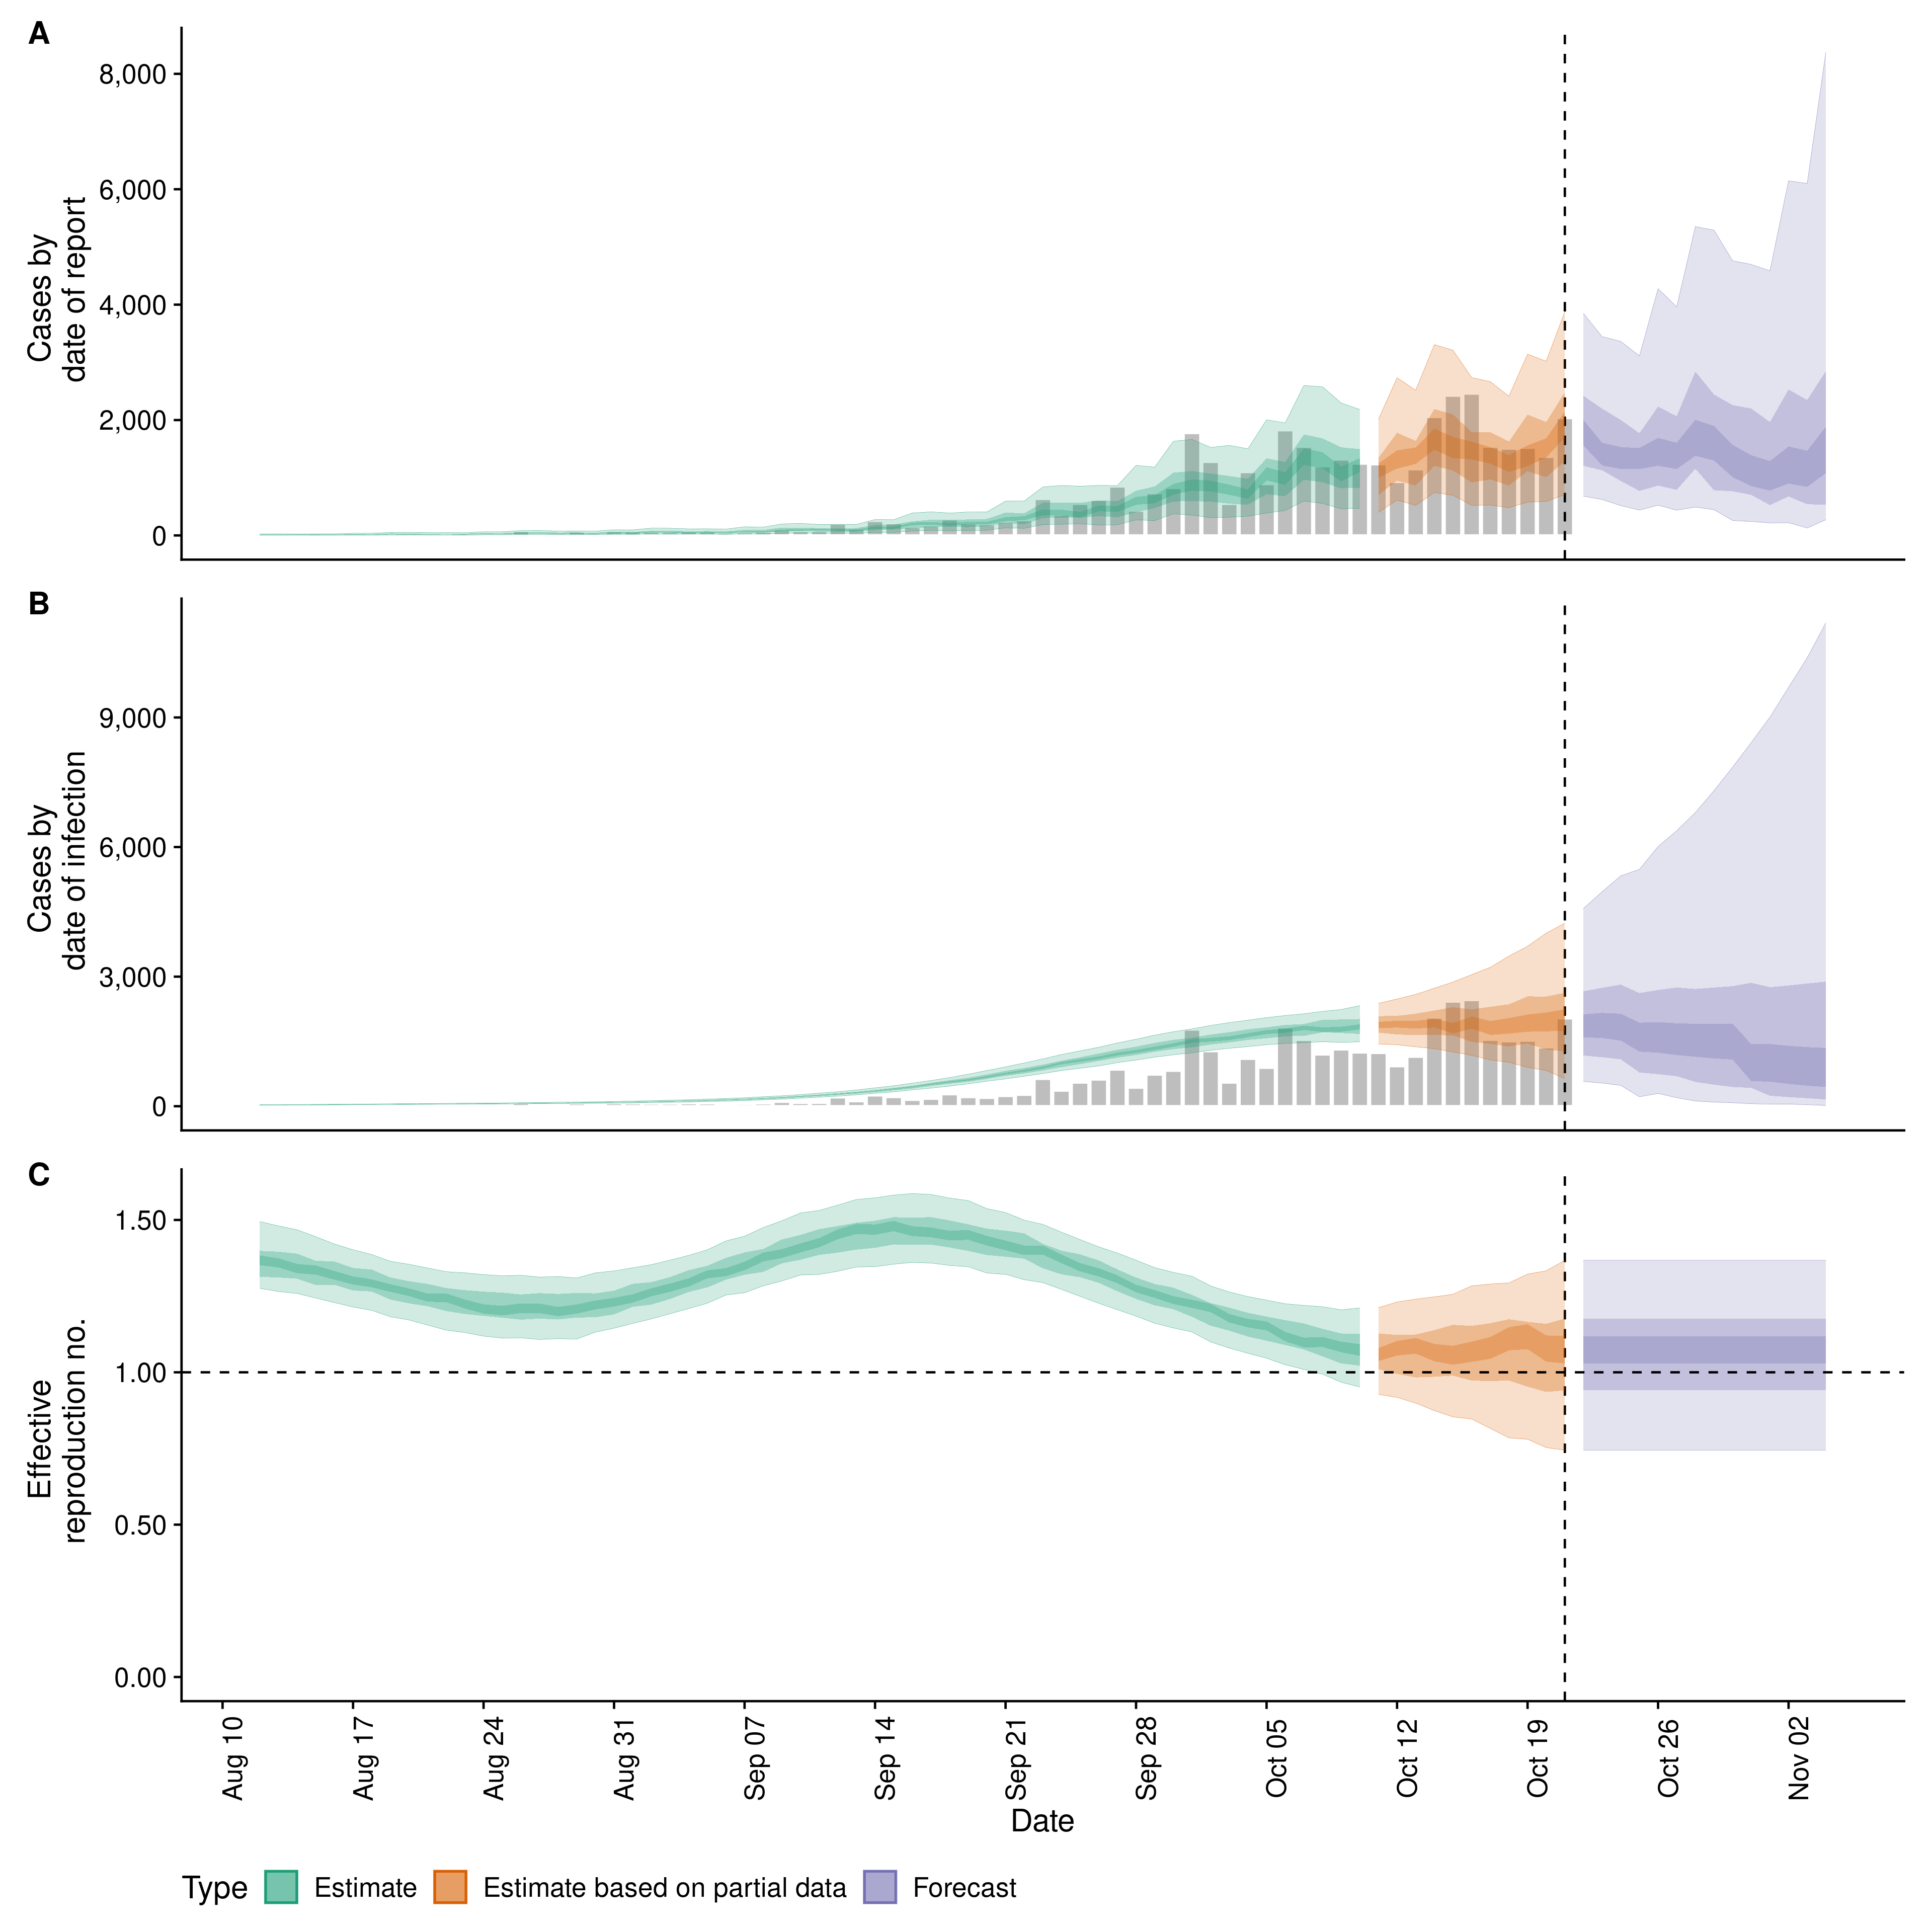 A
8,000
6,000
4,000
2,000
0
Cases by
date of report
B
9,000
6,000
3,000
0
Cases by
date of infection
C
1.50
1.00
0.50
0.00
Effective
reproduction no.
Aug 10
Aug 17
Aug 24
Aug 31
Sep 07
Sep 14
Sep 21
Sep 28
Oct 05
Oct 12
Oct 19
Oct 26
Nov 02
Date
Type Estimate Estimate based on partial data Forecast